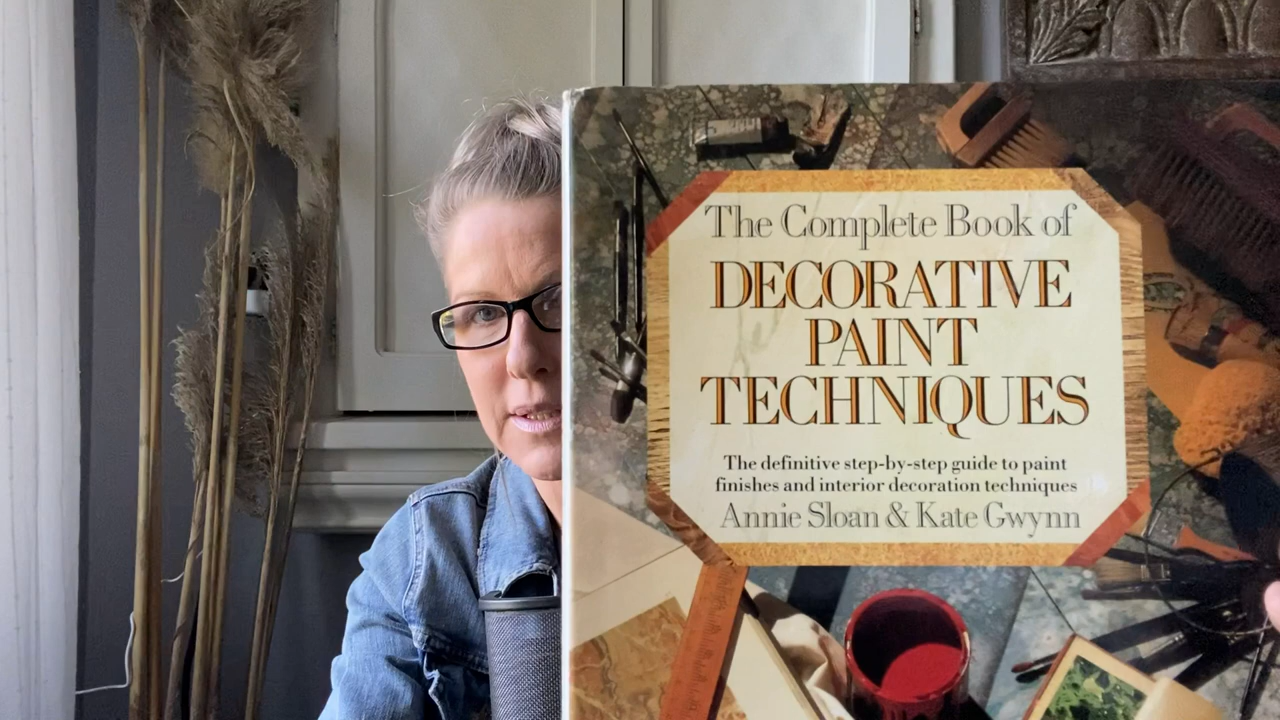 The Complete Book of
DECORATIVE
PAINT
TECHNIQUES
The definitive step-by-step guide to paint
finishes and interior decoration techniques
Annie Sloan & Kate Gwynn